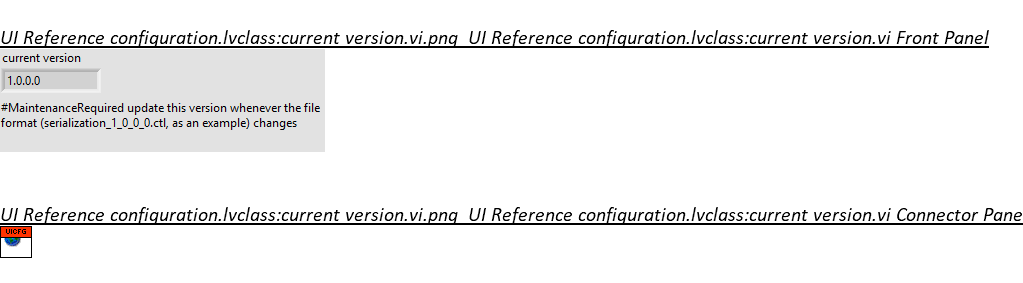 UI Reference configuration.lvclass:current version.vi.png  UI Reference configuration.lvclass:current version.vi Front Panel
current version
1.0.0.0
#MaintenanceRequired update this version whenever the file
format (serialization_1_0_0_0.ctl, as an example) changes
UI Reference configuration.lvclass:current version.vi.png  UI Reference configuration.lvclass:current version.vi Connector Pane
UICFG